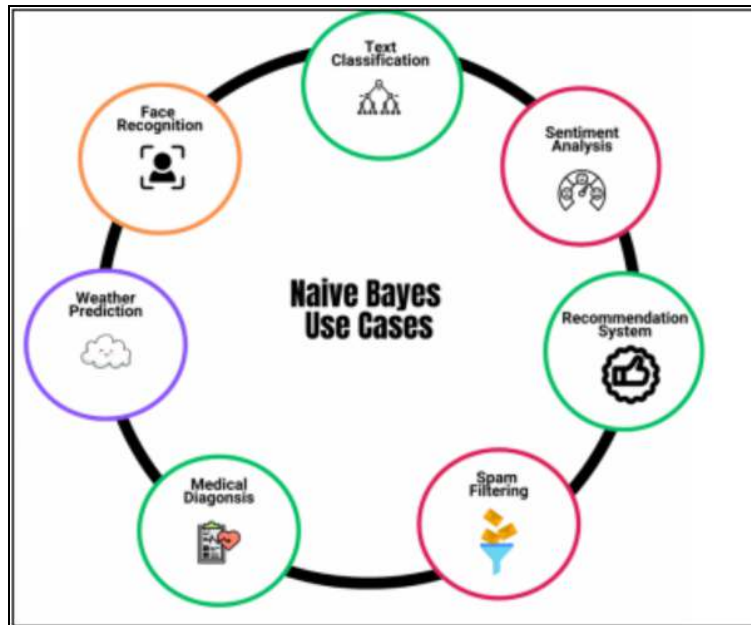 Text
Classification
Face
Recognition
Sentiment
Analysis
Weather
Prediction
Naive Bayes
Use Cases
Recommendation
System
Medical
Diagonsis
Spam
Filtering